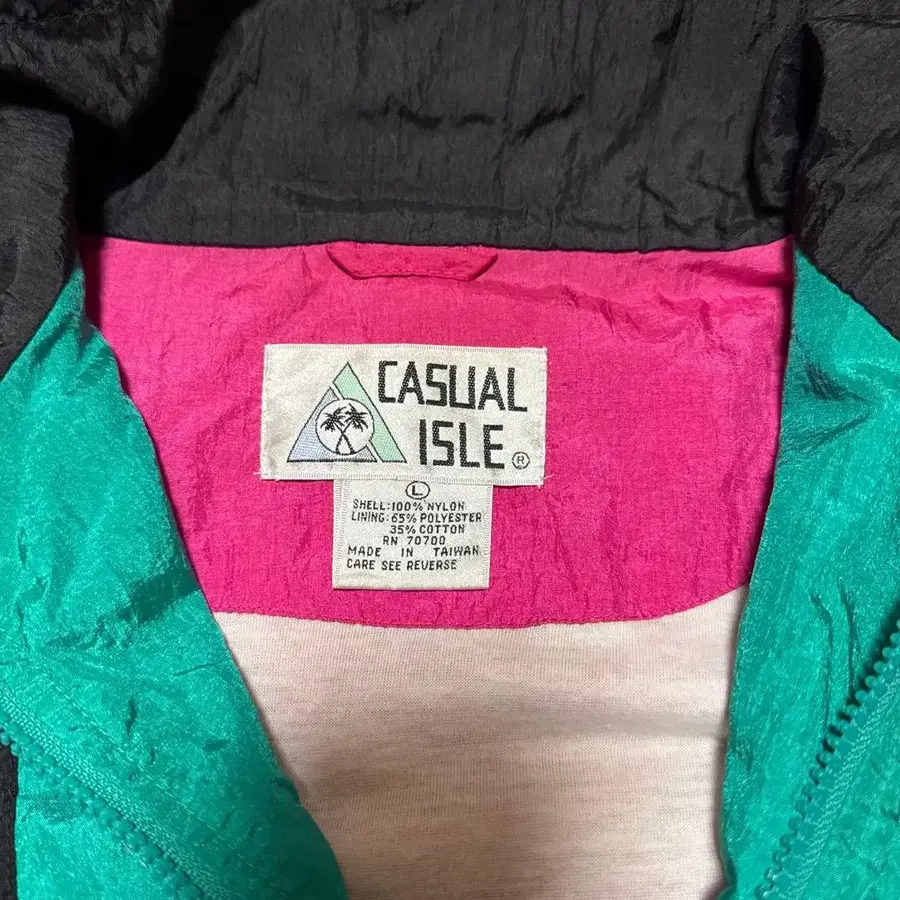 CASUAL
ISLE ®
L
SHELL:100% NYLON
LINING:65% POLYESTER
35% COTTON
RN 70700
MADE IN TAIWAN
CARE SEE REVERSE